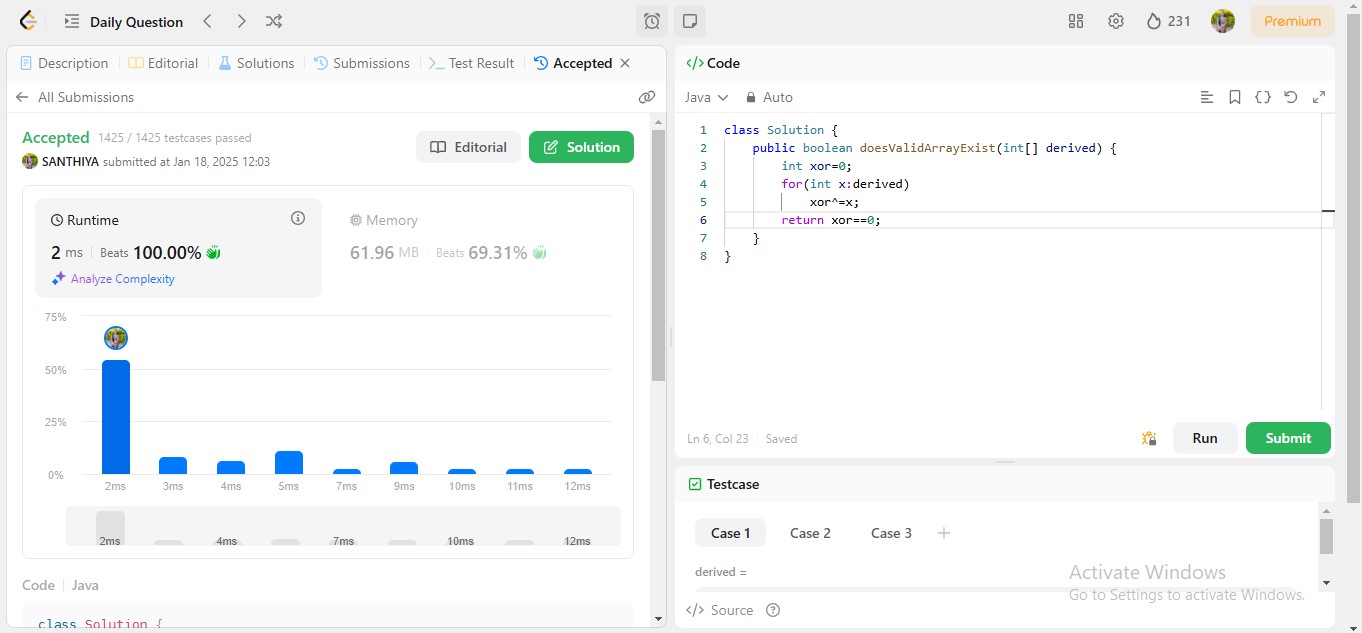 Daily Question
231
Premium
Description
Editorial
Solutions
Submissions
Test Result
Accepted
All Submissions
Accepted 1425 / 1425 testcases passed
SANTHIYA submitted at Jan 18, 2025 12:03
Editorial
Solution
Runtime
2 ms Beats 100.00%
Analyze Complexity
Memory
61.96 MB Beats 69.31%
75%
50%
25%
0%
2ms 3ms 4ms 5ms 7ms 9ms 10ms 11ms 12ms
2ms 4ms 7ms 10ms 12ms
Code Java
class Solution {
</> Code
Java Auto
1 class Solution {
2 public boolean doesValidArrayExist(int[] derived) {
3 int xor=0;
4 for(int x:derived)
5 xor^=x;
6 return xor==0;
7 }
8 }
Ln 6, Col 23 Saved
Run
Submit
Testcase
Case 1 Case 2 Case 3 +
derived =
</> Source ?
Activate Windows
Go to Settings to activate Windows.